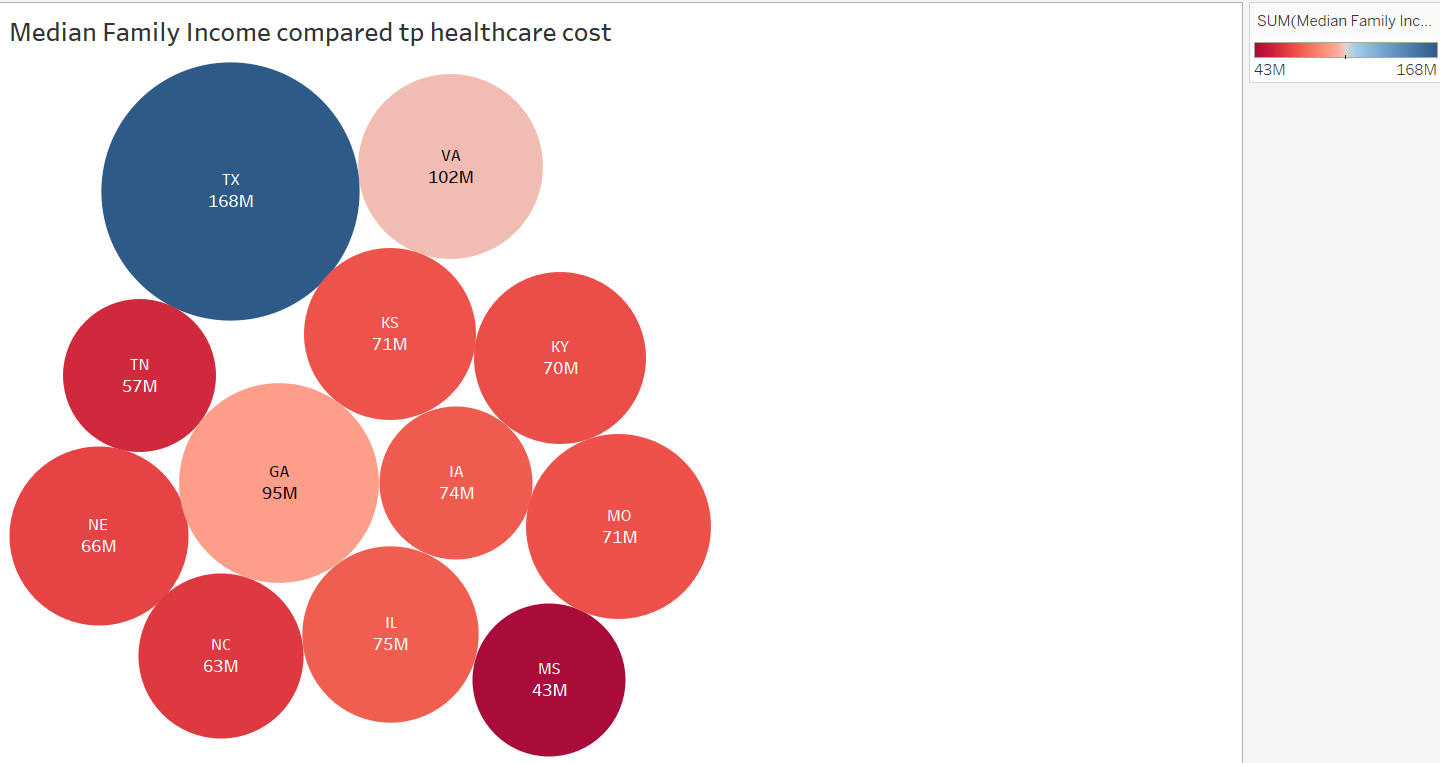 Median Family Income compared tp healthcare cost
SUM(Median Family Inc...
43M
168M
TX
168M
VA
102M
KS
71M
KY
70M
TN
57M
GA
95M
IA
74M
NE
66M
MO
71M
NC
63M
IL
75M
MS
43M